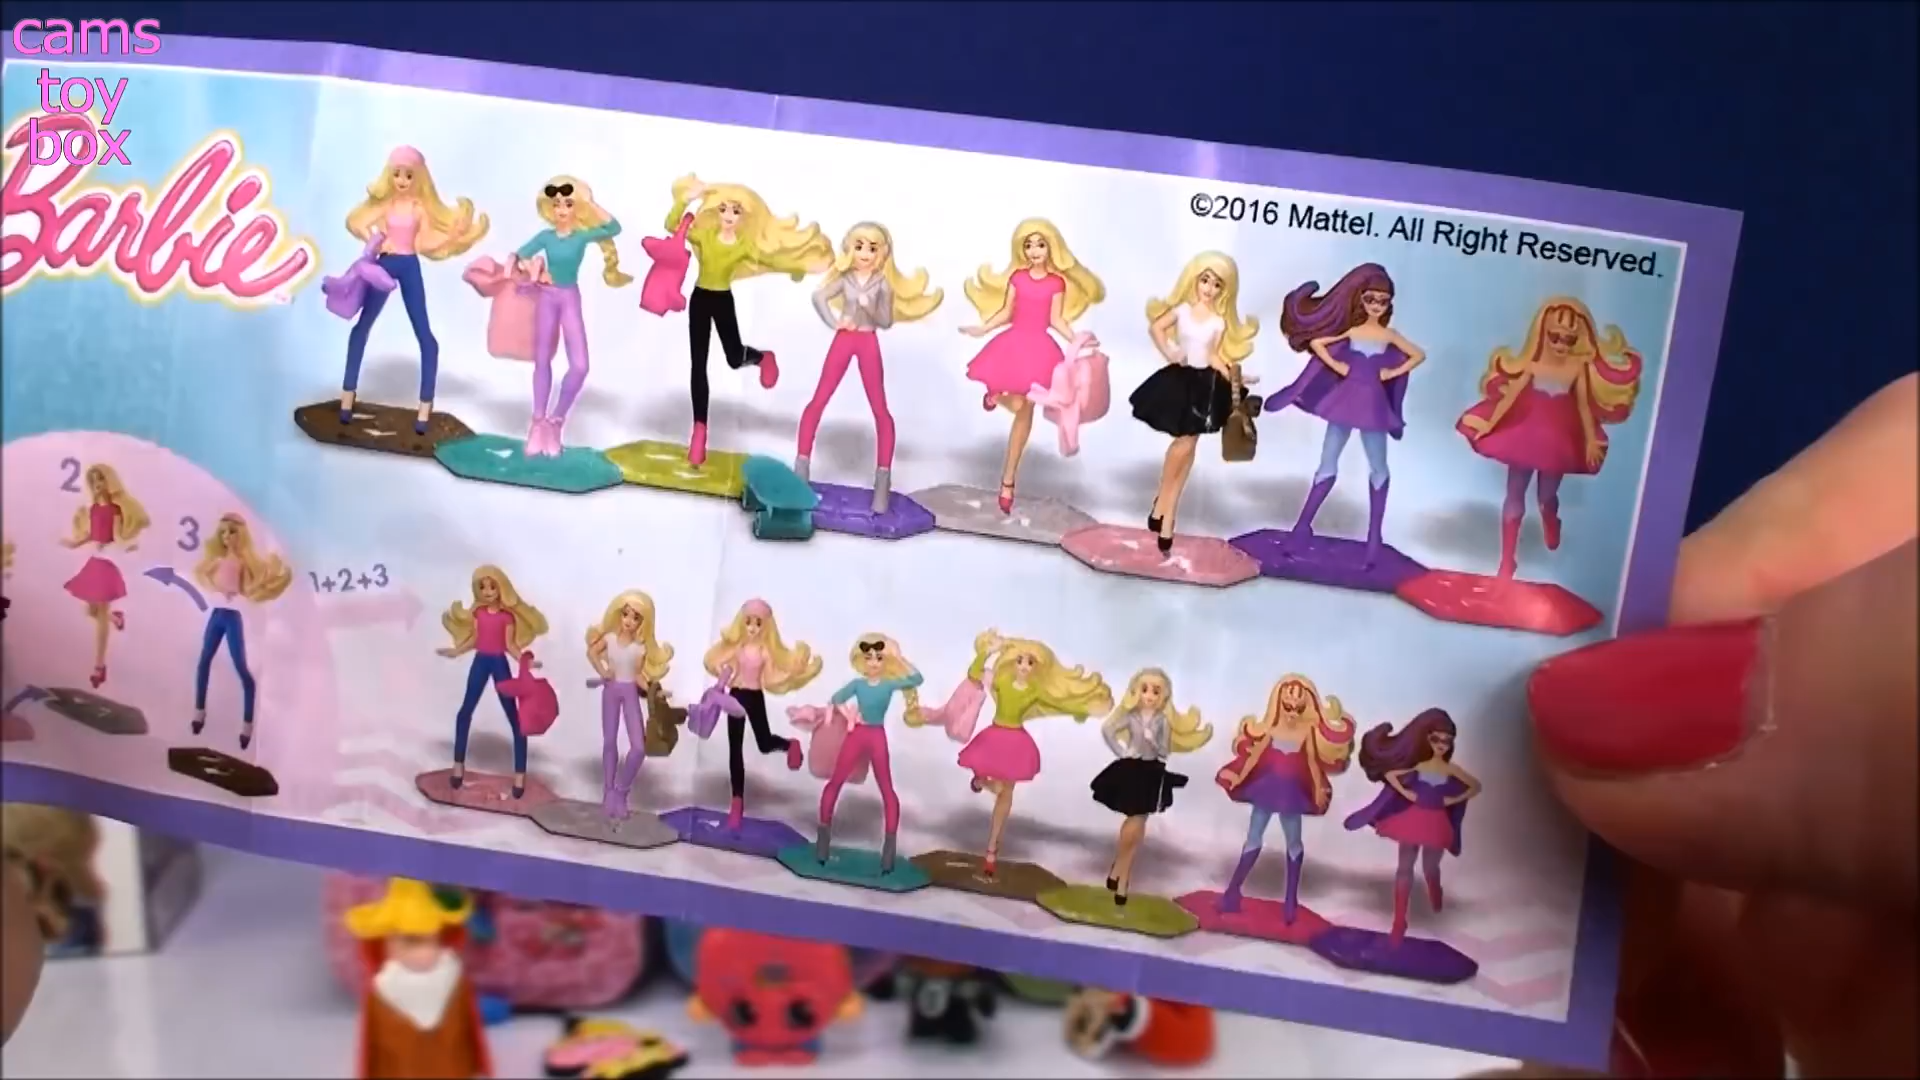 cams
toy
box
Barbie
©2016 Mattel. All Right Reserved.
2
3
1+2+3